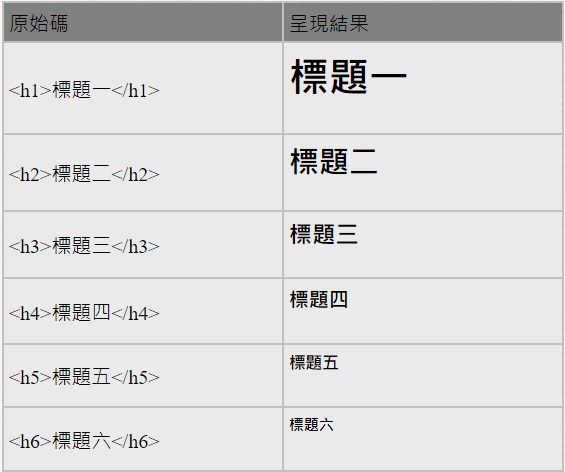 原始碼 呈現結果
<h1>標題一</h1> 標題一
<h2>標題二</h2> 標題二
<h3>標題三</h3> 標題三
<h4>標題四</h4> 標題四
<h5>標題五</h5> 標題五
<h6>標題六</h6> 標題六